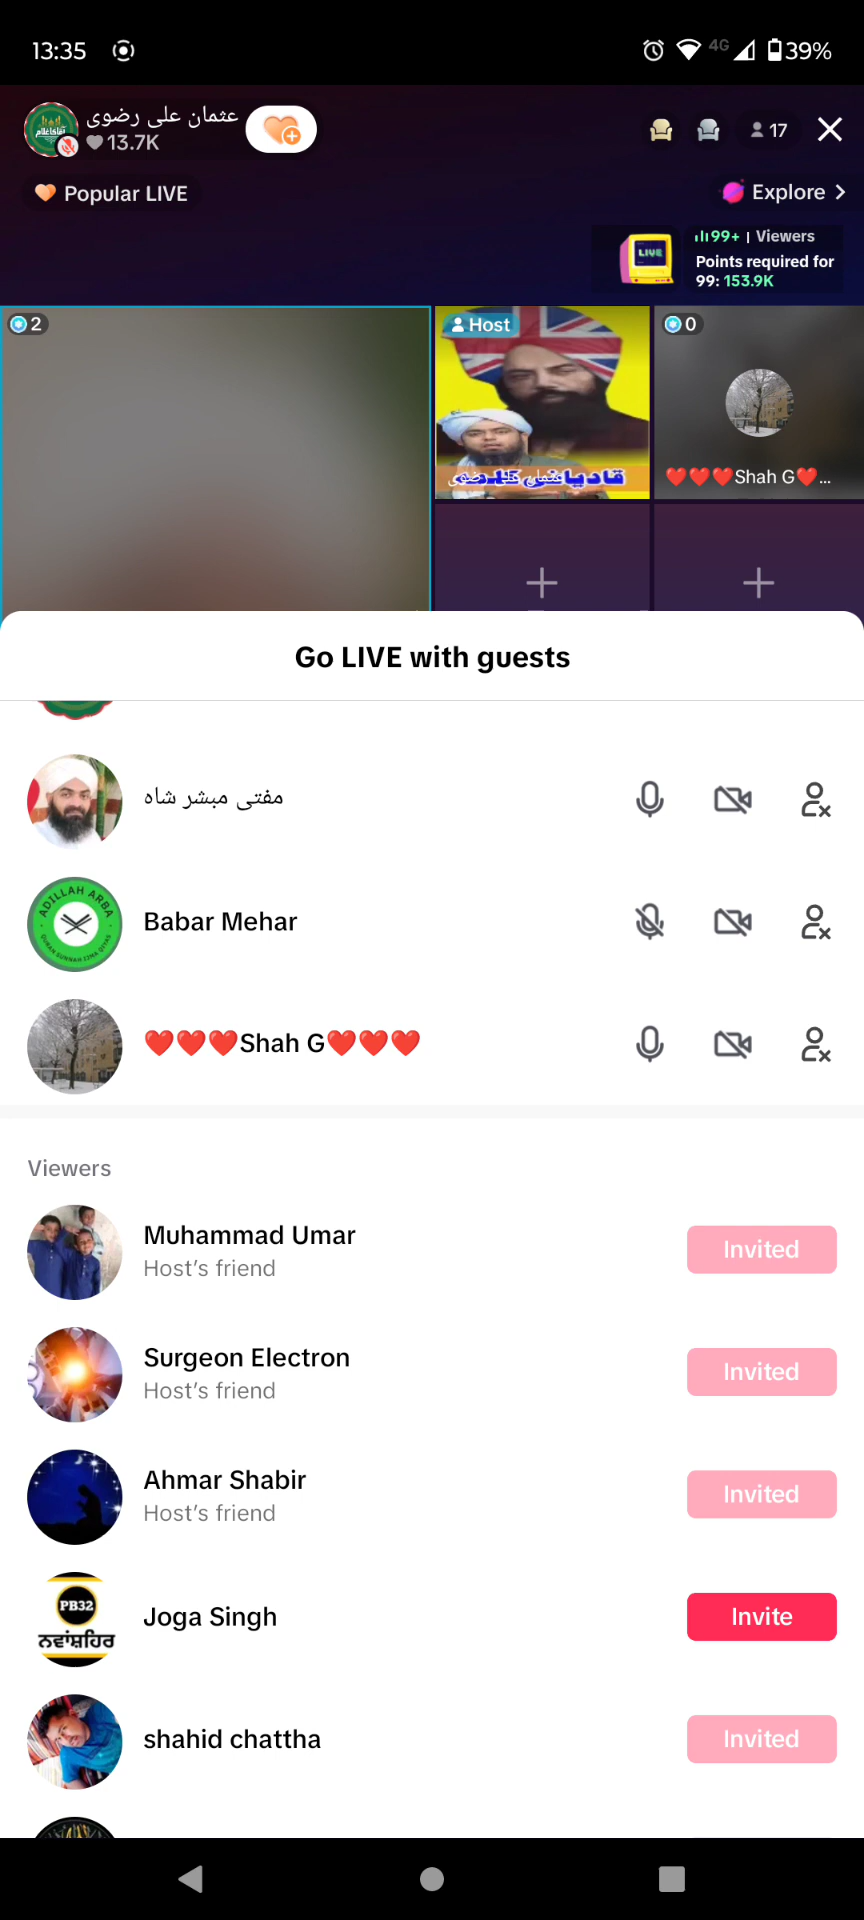 13:35
4G
39%
عثمان علی رضوی
13.7K
17
Popular LIVE
Explore
99+ | Viewers
LIVE
Points required for
99: 153.9K
2
Host
0
❤️❤️❤️Shah G❤️...
Go LIVE with guests
مفتی مبشر شاہ
ADILLAH ARBA
Babar Mehar
❤️❤️❤️Shah G❤️❤️❤️
Viewers
Muhammad Umar
Host's friend
Invited
Surgeon Electron
Host's friend
Invited
Ahmar Shabir
Host's friend
Invited
PB32
ਨਵਾਂਸ਼ਹਿਰ
Joga Singh
Invite
shahid chattha
Invited